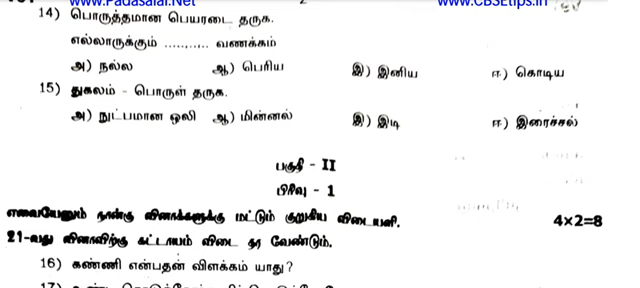 www.Padasalai.Net www.CBSEtips.in
14) பொருத்தமான பெயரடை தருக.
எல்லாருக்கும் ........... வணக்கம்
அ) நல்ல ஆ) பெரிய இ) இனிய ஈ) கொடிய
15) துகலம் - பொருள் தருக.
அ) நுட்பமான ஒலி ஆ) மின்னல் இ) இடி ஈ) இரைச்சல்
பகுதி - II
பிரிவு - 1
எவையேனும் நான்கு வினாக்களுக்கு மட்டும் குறுகிய விடையளி. 4×2=8
21-வது வினாவிற்கு கட்டாயம் விடை தர வேண்டும்.
16) கண்ணி என்பதன் விளக்கம் யாது?
17)